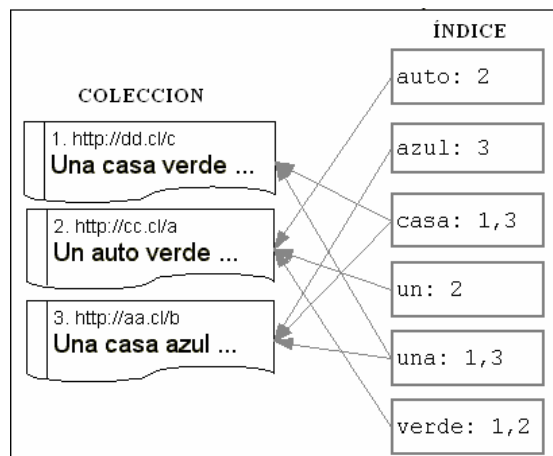 COLECCION
1. http://dd.cl/c
Una casa verde ...
2. http://cc.cl/a
Un auto verde ...
3. http://aa.cl/b
Una casa azul ...
ÍNDICE
auto: 2
azul: 3
casa: 1,3
un: 2
una: 1,3
verde: 1,2